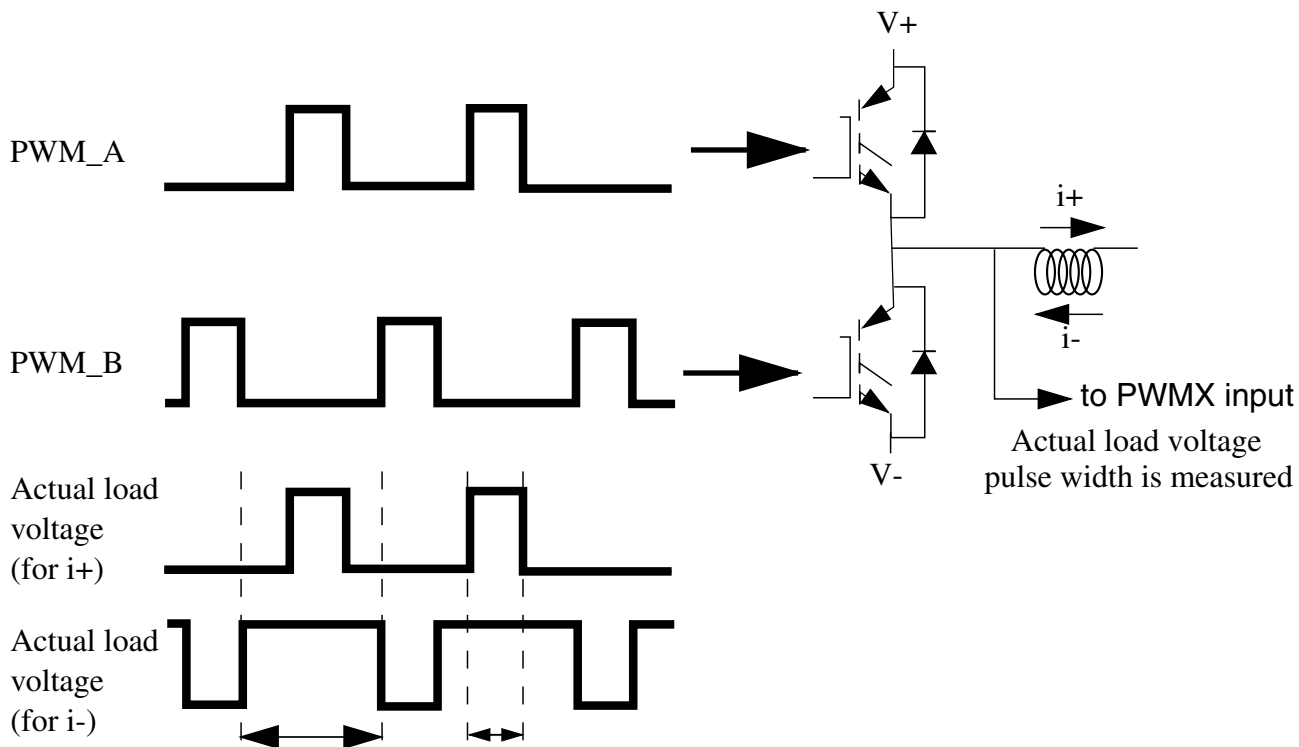 V+
PWM_A
i+
PWM_B
i-
to PWMX input
Actual load voltage
pulse width is measured
V-
Actual load
voltage
(for i+)
Actual load
voltage
(for i-)